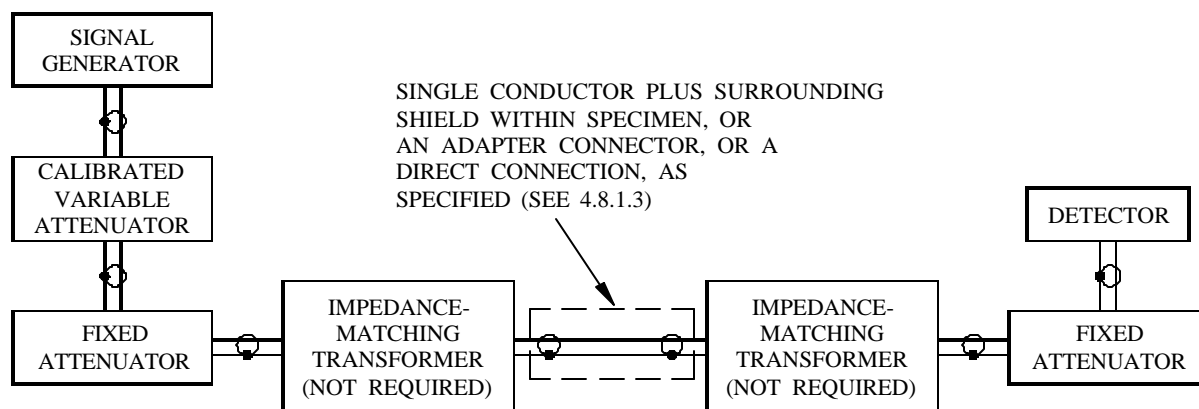 SIGNAL
GENERATOR
SINGLE CONDUCTOR PLUS SURROUNDING
SHIELD WITHIN SPECIMEN, OR
AN ADAPTER CONNECTOR, OR A
DIRECT CONNECTION, AS
SPECIFIED (SEE 4.8.1.3)
CALIBRATED
VARIABLE
ATTENUATOR
DETECTOR
FIXED
ATTENUATOR
IMPEDANCE-
MATCHING
TRANSFORMER
(NOT REQUIRED)
IMPEDANCE-
MATCHING
TRANSFORMER
(NOT REQUIRED)
FIXED
ATTENUATOR